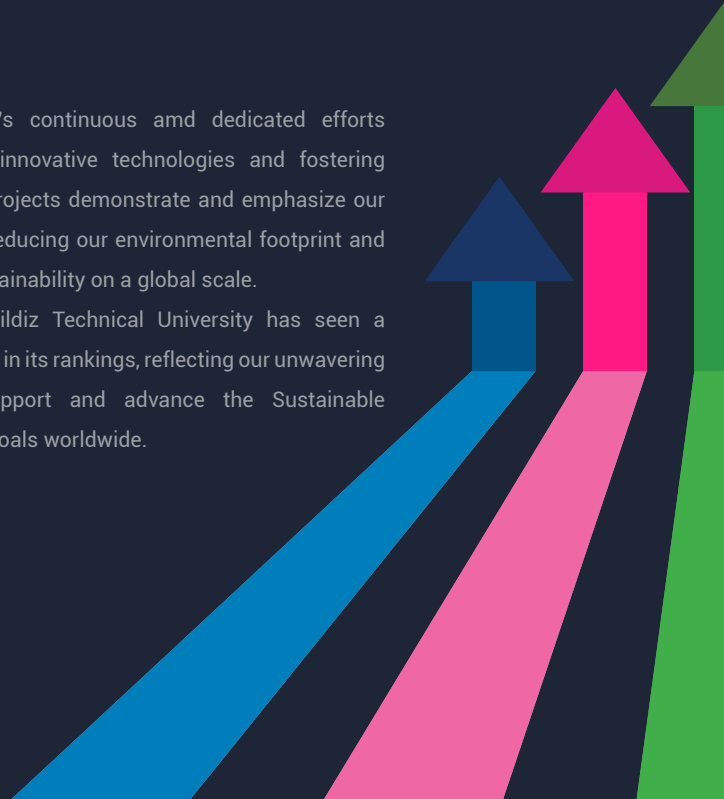 's continuous amd dedicated efforts
innovative technologies and fostering
rojects demonstrate and emphasize our
educing our environmental footprint and
ainability on a global scale.
ildiz Technical University has seen a
in its rankings, reflecting our unwavering
pport and advance the Sustainable
oals worldwide.